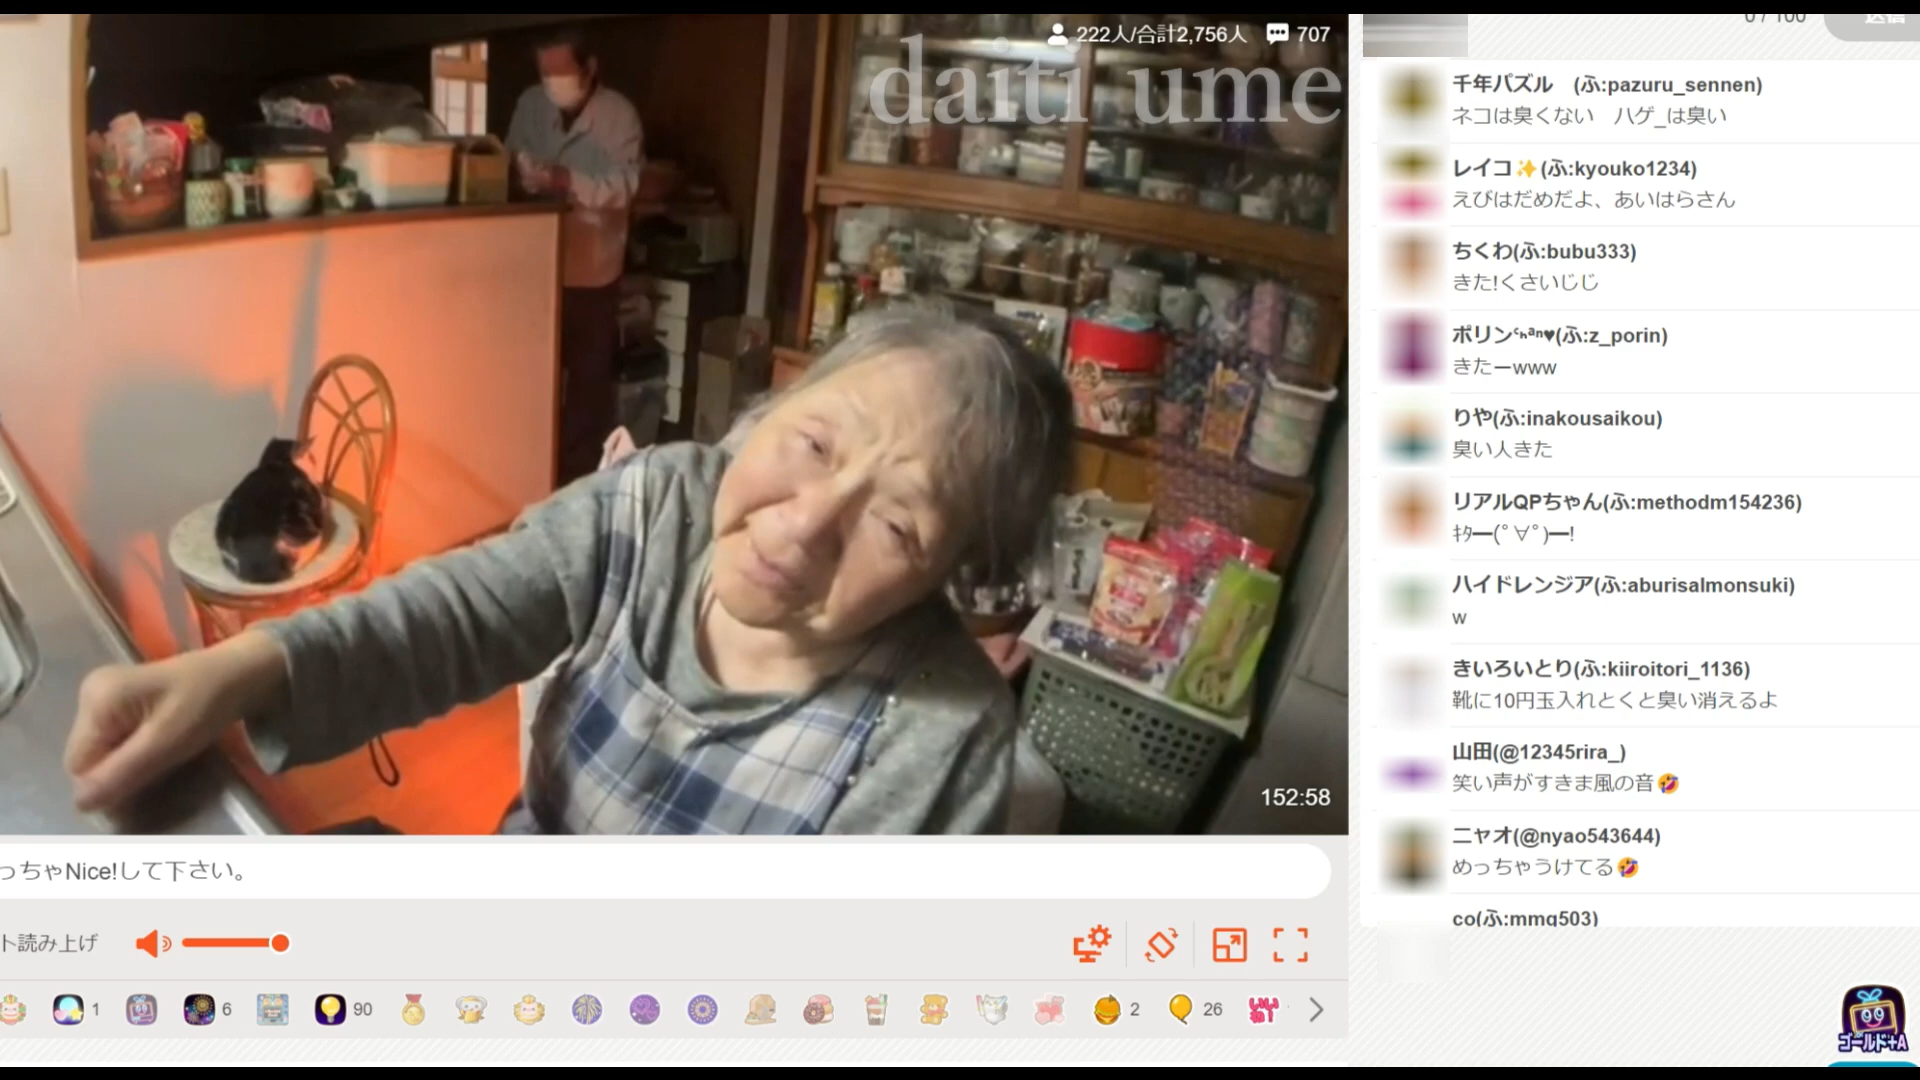 222人/合計2,756人 707
daiti ume
152:58
っちゃNice!して下さい。
ト読み上げ
1
6
90
2
26
0 / 100
送信
千年パズル (ふ:pazuru_sennen)
ネコは臭くない ハゲ_は臭い
レイコ✨(ふ:kyouko1234)
えびはだめだよ、あいはらさん
ちくわ(ふ:bubu333)
きた!くさいじじ
ポリンᑋᵃⁿ♥(ふ:z_porin)
きたーwww
りや(ふ:inakousaikou)
臭い人きた
リアルQPちゃん(ふ:methodm154236)
ｷﾀ━(ﾟ∀ﾟ)━!
ハイドレンジア(ふ:aburisalmonsuki)
w
きいろいとり(ふ:kiiroitori_1136)
靴に10円玉入れとくと臭い消えるよ
山田(@12345rira_)
笑い声がすきま風の音🤣
ニャオ(@nyao543644)
めっちゃうけてる🤣
co(ふ:mmg503)
ゴールド+A